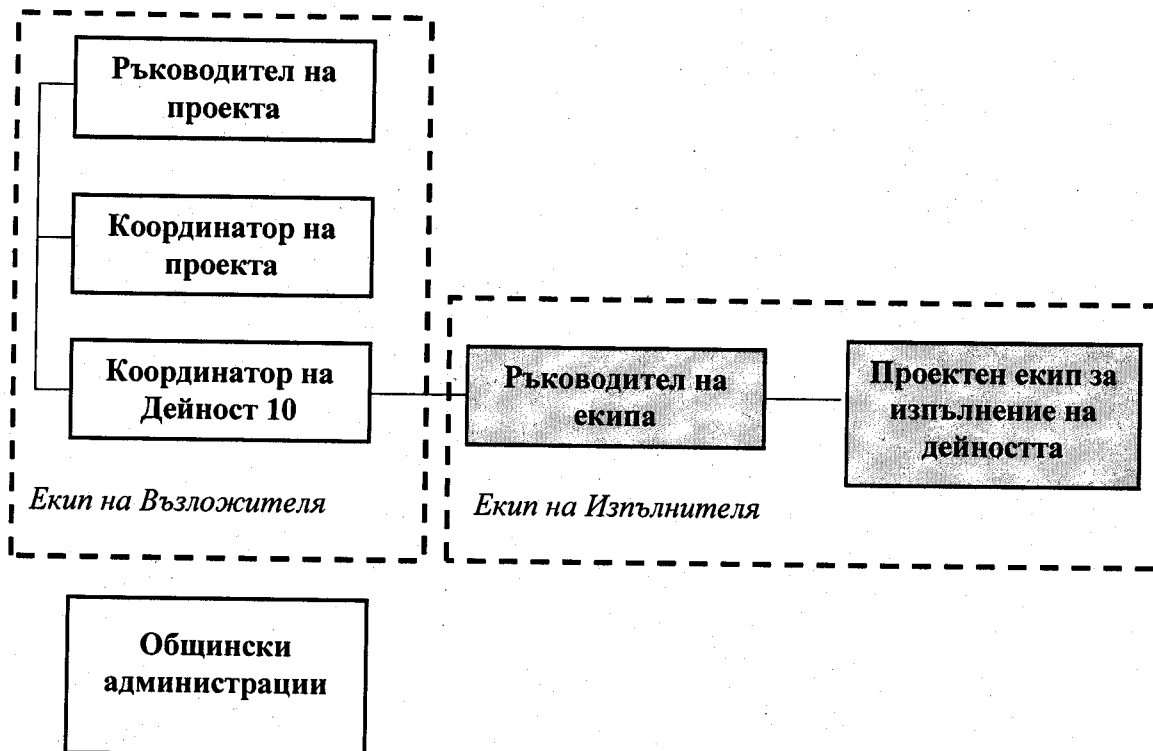 Ръководител на
проекта
Координатор на
проекта
Координатор на
Дейност 10
Екип на Възложителя
Ръководител на
екипа
Проектен екип за
изпълнение на
дейността
Екип на Изпълнителя
Общински
администрации